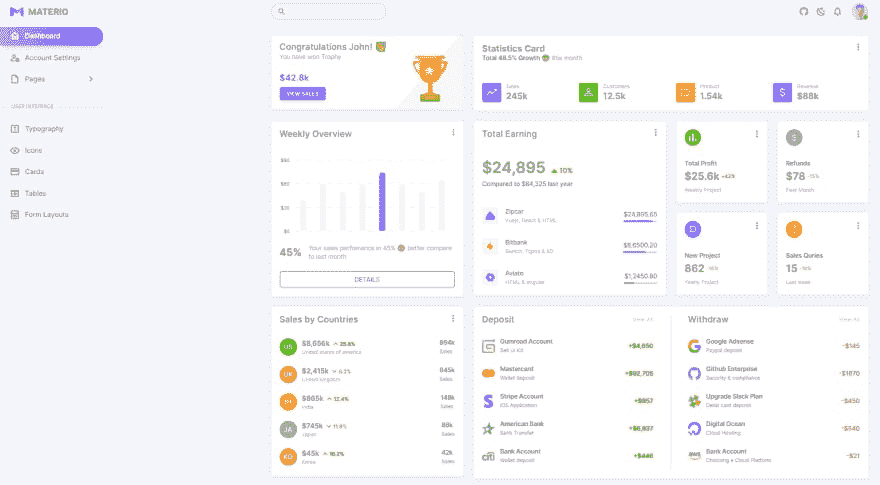 MATERIO
Dashboard
Account Settings
Pages
USER INTERFACE
Typography
Icons
Cards
Tables
Form Layouts
Congratulations John!
You have won Trophy
$42.8k
VIEW SALES
Statistics Card
Total 48.5% Growth this month
Sales
245k
Customers
12.5k
Product
1.54k
Revenue
$88k
Weekly Overview
$90
$60
$30
$0
45%
Your sales perfomance in 45% better compare
to last month
DETAILS
Total Earning
$24,895 10%
Compared to $84,325 last year
Zipcar
Vuejs, React & HTML
$24,895.65
Bitbank
Sketch, Figma & XD
$8,6500.20
Aviato
HTML & Angular
$1,2450.80
Total Profit
$25.6k +42%
Weekly Project
Refunds
$78 -15%
Past Month
New Project
862
Yearly Project
Sales Quries
15
Last week
Sales by Countries
US
$8,656k 25.8%
United states of america
894k
Sales
UK
$2,415k 6.2%
United kingdom
645k
Sales
$865k 12.4%
India
148k
Sales
JA
$745k 11.9%
Japan
86k
Sales
KO
$45k 16.2%
Korea
42k
Sales
Deposit
View All
Gumroad Account
Sell UI Kit
+$4,650
Mastercard
Wallet deposit
+$92,705
Stripe Account
iOS Application
+$957
American Bank
Bank Transfer
+$6,837
citi
Bank Account
Wallet deposit
+$446
Withdraw
View All
Google Adsense
Paypal deposit
-$145
Github Enterprise
Security & compliance
-$1870
Upgrade Slack Plan
Debit card deposit
-$450
Digital Ocean
Cloud Hosting
-$540
aws
Bank Account
Choosing a Cloud Platform
-$21